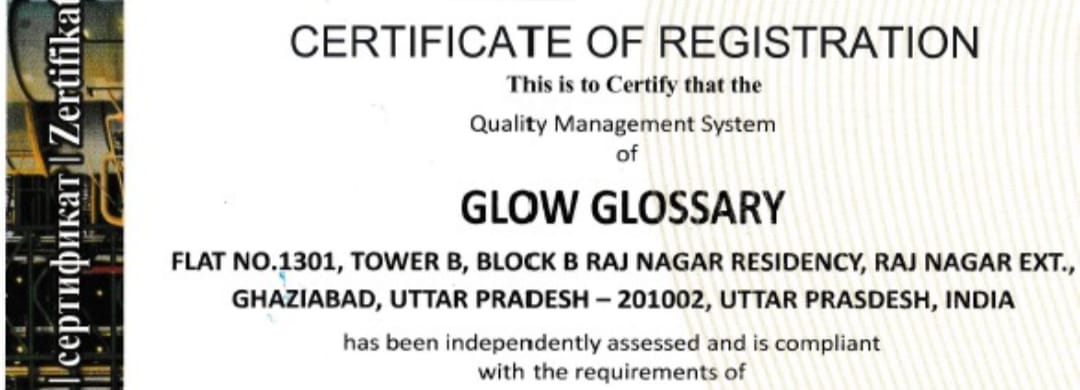 CERTIFICATE OF REGISTRATION
This is to Certify that the
Quality Management System
of
GLOW GLOSSARY
FLAT NO.1301, TOWER B, BLOCK B RAJ NAGAR RESIDENCY, RAJ NAGAR EXT.,
GHAZIABAD, UTTAR PRADESH – 201002, UTTAR PRASDESH, INDIA
has been independently assessed and is compliant
with the requirements of
| сертификат | Zertifikat